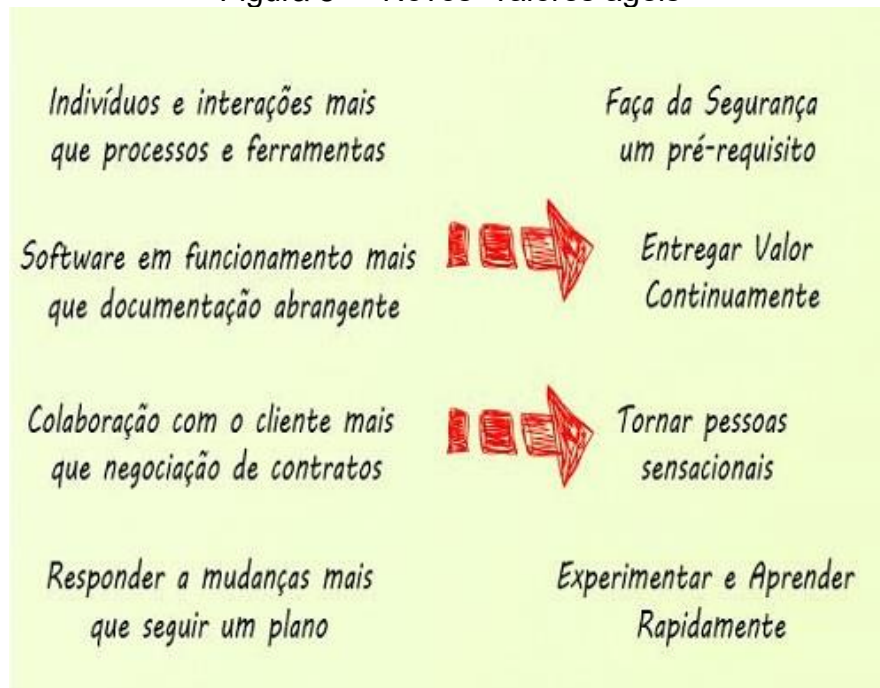 Indivíduos e interações mais
que processos e ferramentas
Faça da Segurança
um pré-requisito
Software em funcionamento mais
que documentação abrangente
Entregar Valor
Continuamente
Colaboração com o cliente mais
que negociação de contratos
Tornar pessoas
sensacionais
Responder a mudanças mais
que seguir um plano
Experimentar e Aprender
Rapidamente